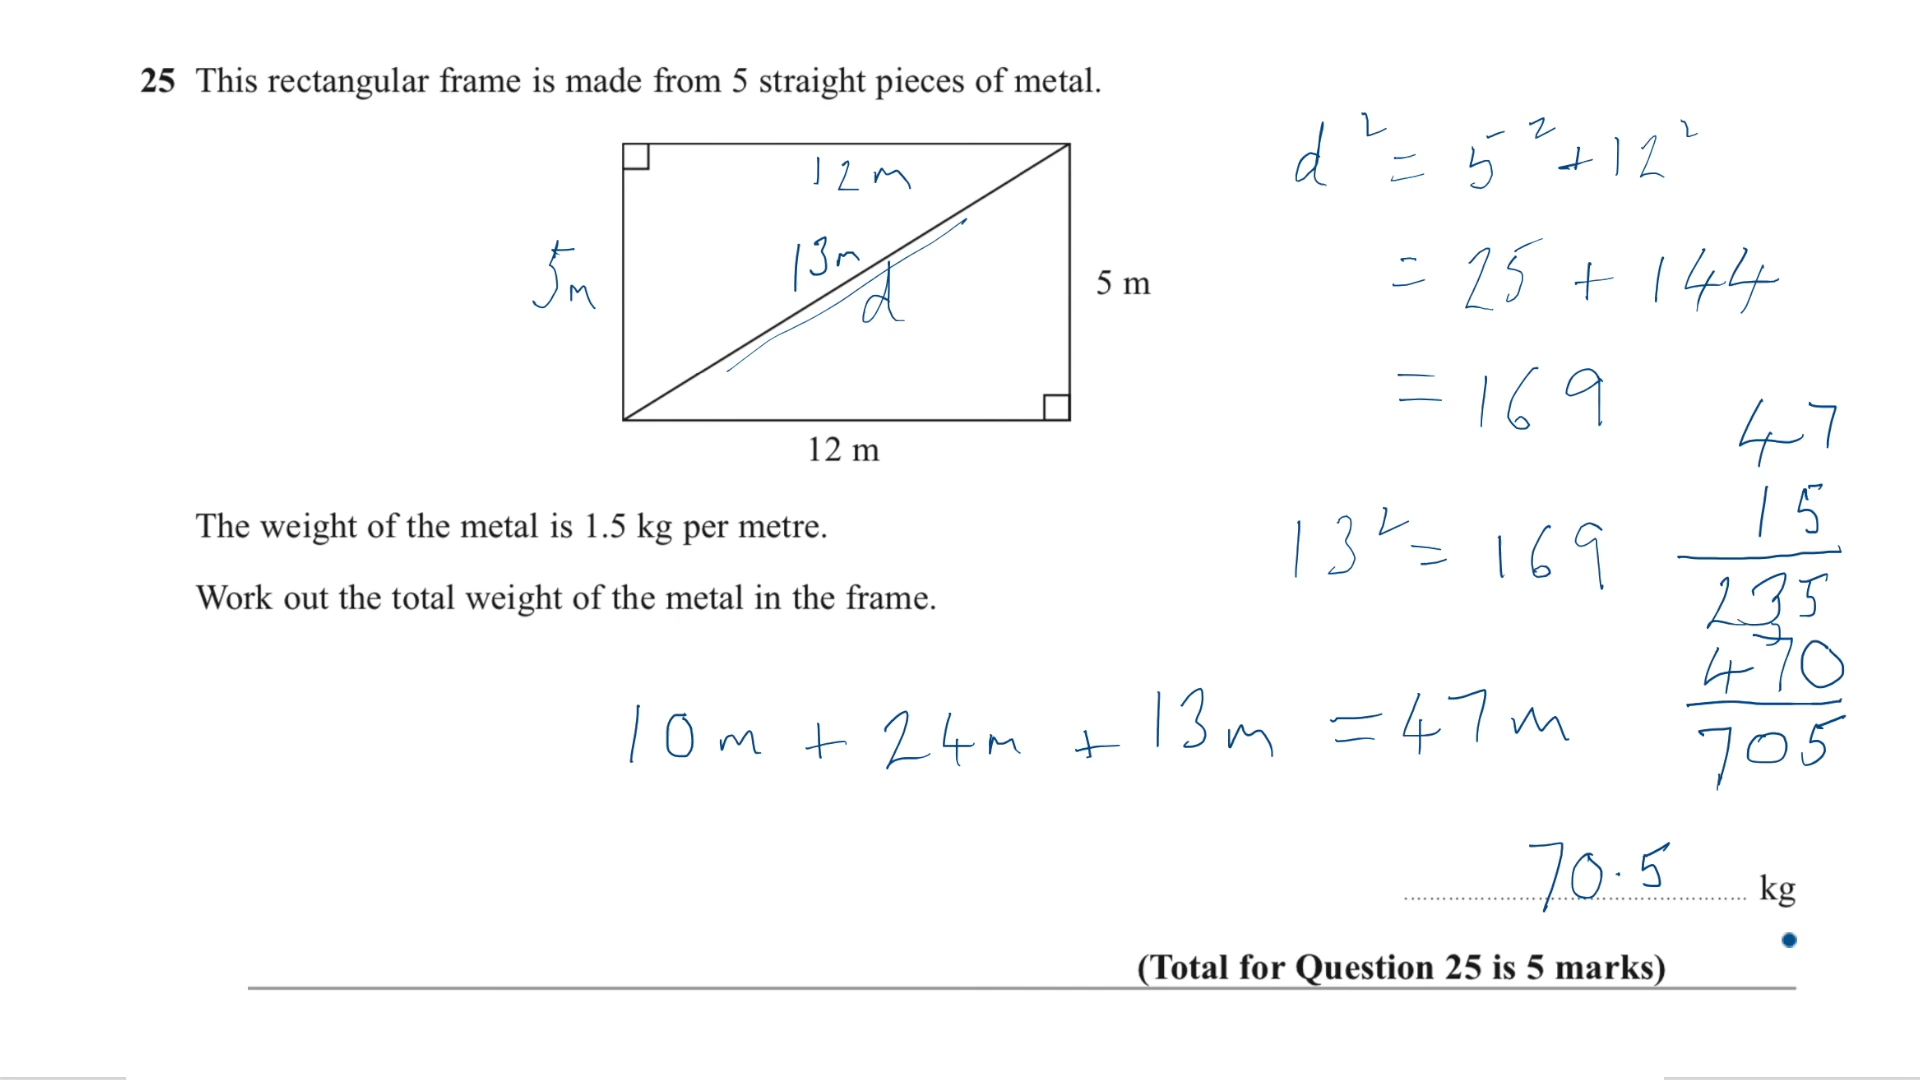 25 This rectangular frame is made from 5 straight pieces of metal.
12m
13m
d
5m
5 m
12 m
d² = 5² + 12²
= 25 + 144
= 169
13² = 169
47
15
235
3
470
705
The weight of the metal is 1.5 kg per metre.
Work out the total weight of the metal in the frame.
10m + 24m + 13m = 47m
70.5 kg
(Total for Question 25 is 5 marks)